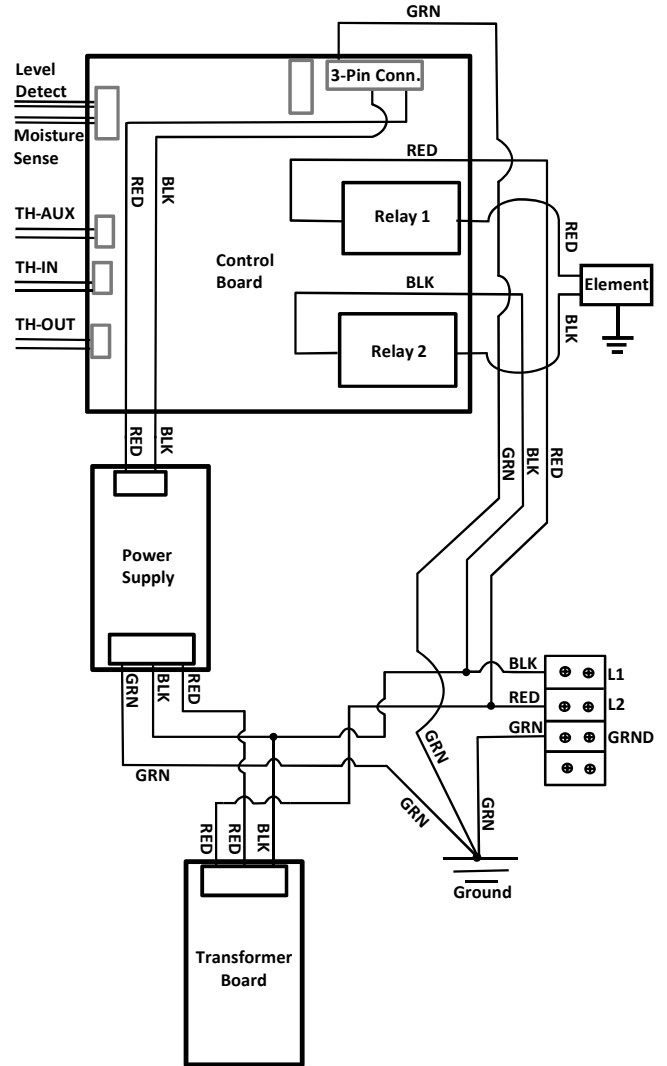 GRN
3-Pin Conn.
Level
Detect
Moisture
Sense
RED
BLK
RED
Relay 1
RED
TH-AUX
Control
Board
TH-IN
BLK
Element
BLK
TH-OUT
Relay 2
RED
BLK
GRN
BLK
RED
Power
Supply
GRN
BLK
RED
BLK
L1
RED
L2
GRN
GRND
GRN
GRN
GRN
GRN
RED
RED
BLK
Ground
Transformer
Board